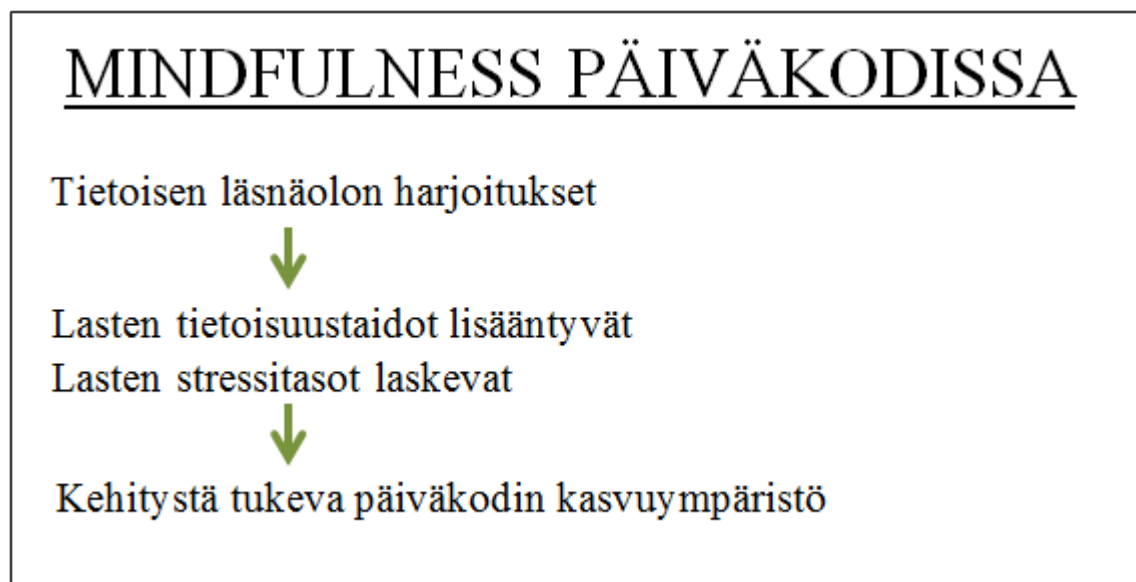 MINDFULNESS PÄIVÄKODISSA
Tietoisen läsnäolon harjoitukset
Lasten tietoisuustaidot lisääntyvät
Lasten stressitasot laskevat
Kehitystä tukeva päiväkodin kasvuympäristö